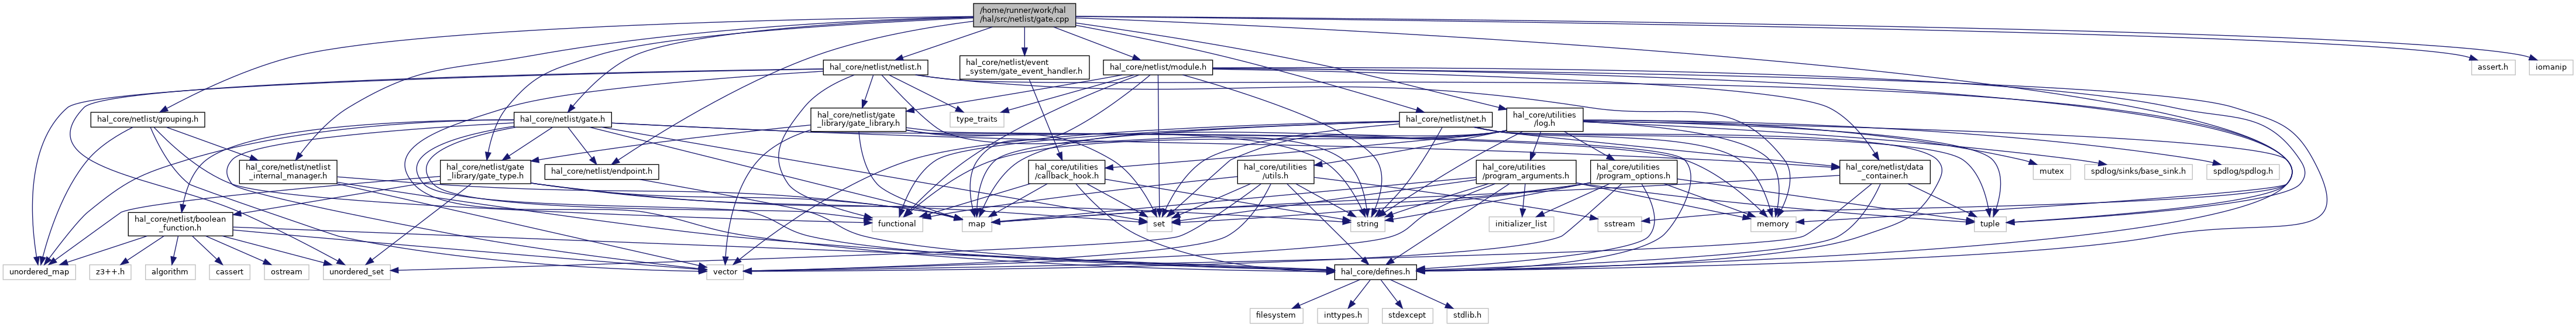 /home/runner/work/hal
/hal/src/netlist/gate.cpp
hal_core/netlist/netlist.h
hal_core/netlist/event
_system/gate_event_handler.h
hal_core/netlist/module.h
assert.h
iomanip
hal_core/netlist/grouping.h
hal_core/netlist/gate.h
hal_core/netlist/gate
_library/gate_library.h
type_traits
hal_core/netlist/net.h
hal_core/utilities
/log.h
hal_core/netlist/netlist
_internal_manager.h
hal_core/netlist/gate
_library/gate_type.h
hal_core/netlist/endpoint.h
hal_core/utilities
/callback_hook.h
hal_core/utilities
/utils.h
hal_core/utilities
/program_arguments.h
hal_core/utilities
/program_options.h
hal_core/netlist/data
_container.h
mutex
spdlog/sinks/base_sink.h
spdlog/spdlog.h
hal_core/netlist/boolean
_function.h
functional
map
set
string
initializer_list
sstream
memory
tuple
unordered_map
z3++.h
algorithm
cassert
ostream
unordered_set
vector
hal_core/defines.h
filesystem
inttypes.h
stdexcept
stdlib.h